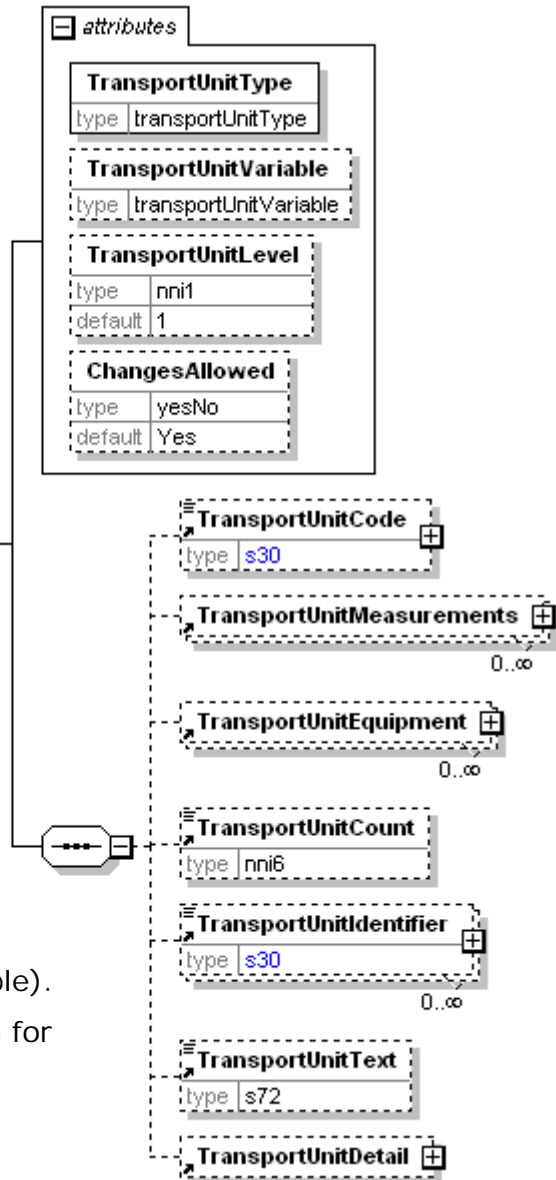 attributes
TransportUnitType
type transportUnitType
TransportUnitVariable
type transportUnitVariable
TransportUnitLevel
type nni1
default 1
ChangesAllowed
type yesNo
default Yes
TransportUnitCode
type s30
TransportUnitMeasurements
0..∞
TransportUnitEquipment
0..∞
TransportUnitCount
type nni6
TransportUnitIdentifier
type s30
0..∞
ple).
for
TransportUnitText
type s72
TransportUnitDetail